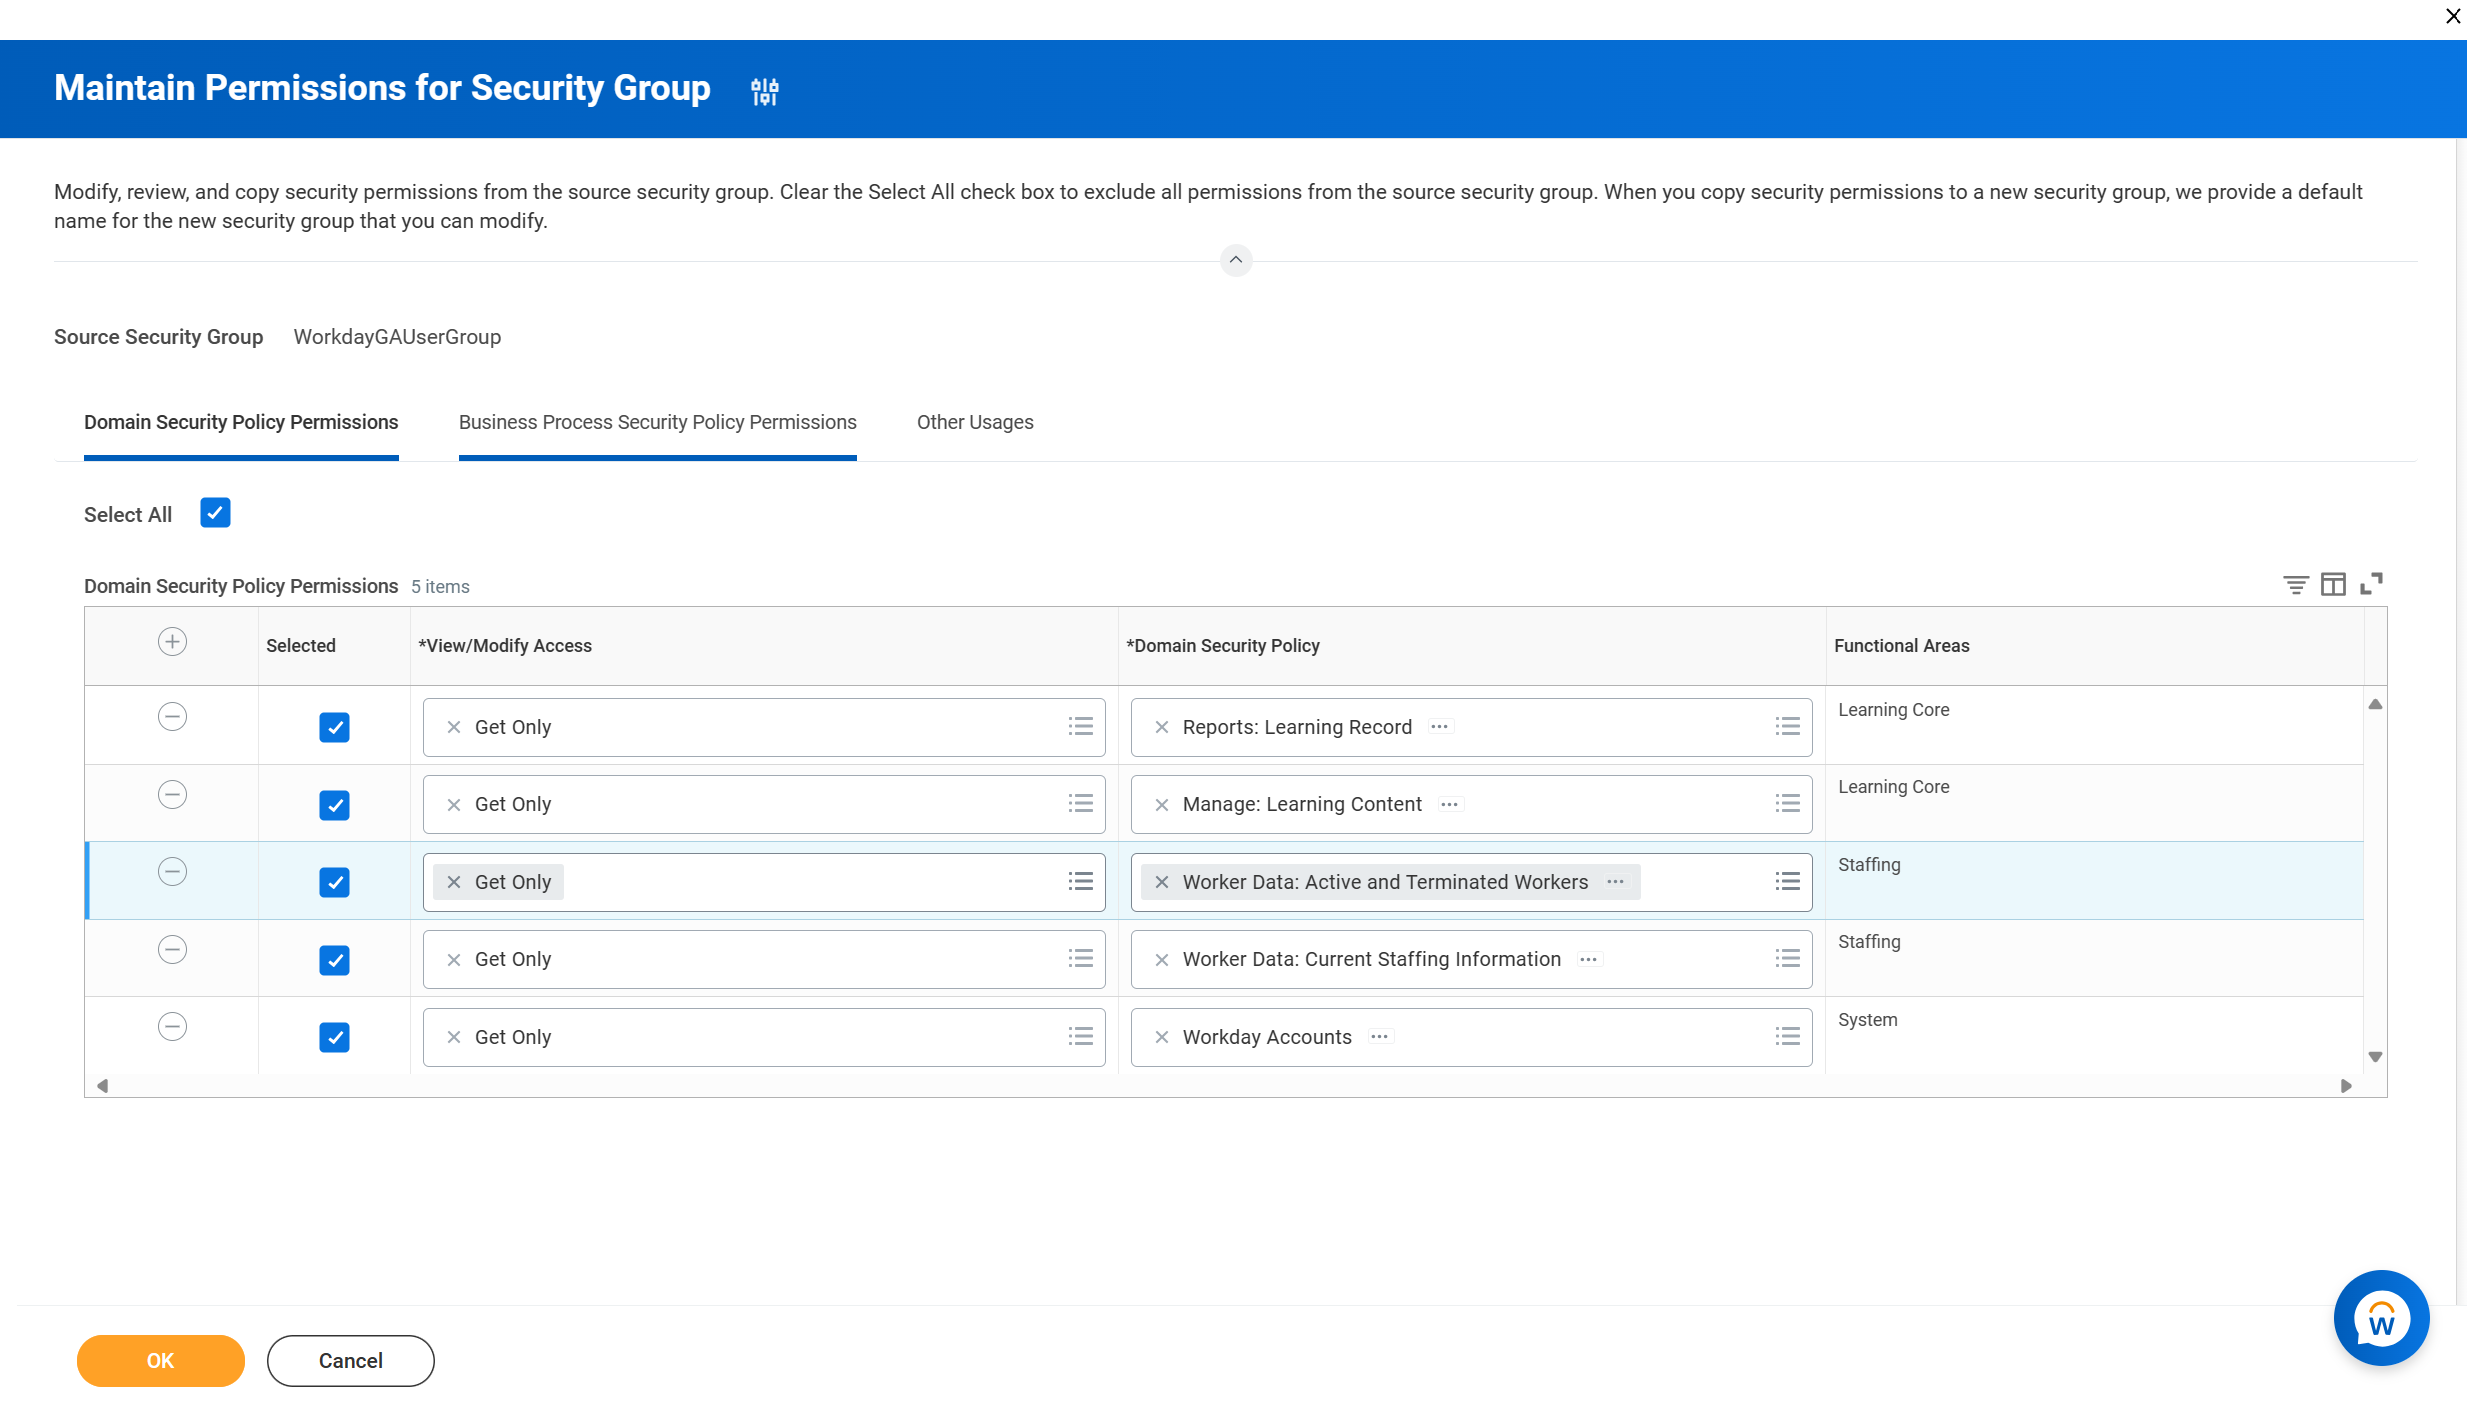 Maintain Permissions for Security Group
Modify, review, and copy security permissions from the source security group. Clear the Select All check box to exclude all permissions from the source security group. When you copy security permissions to a new security group, we provide a default
name for the new security group that you can modify.
Source Security Group WorkdayGAUserGroup
Domain Security Policy Permissions Business Process Security Policy Permissions Other Usages
Select All
Domain Security Policy Permissions 5 items
Selected *View/Modify Access *Domain Security Policy Functional Areas
Get Only Reports: Learning Record Learning Core
Get Only Manage: Learning Content Learning Core
Get Only Worker Data: Active and Terminated Workers Staffing
Get Only Worker Data: Current Staffing Information Staffing
Get Only Workday Accounts System
W
OK Cancel